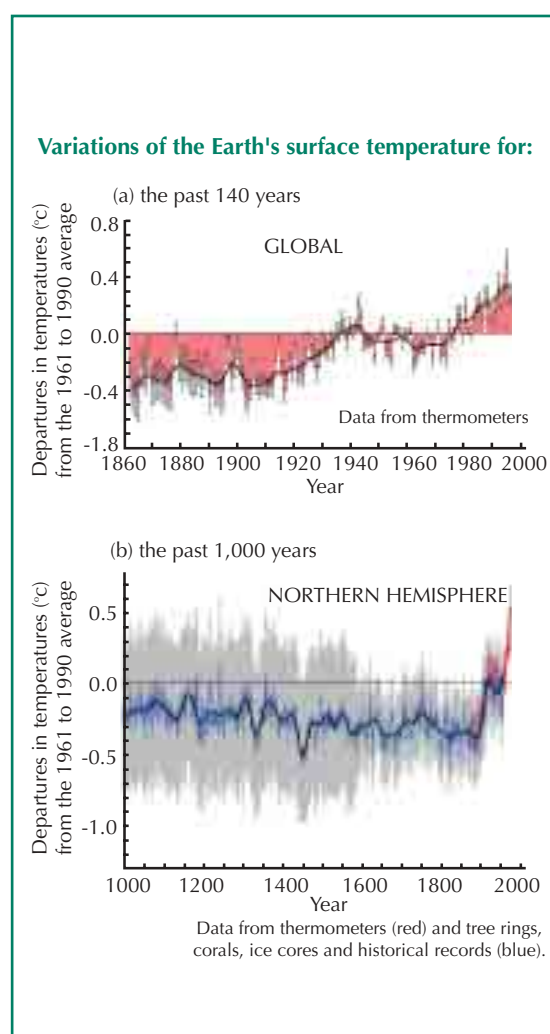 Variations of the Earth's surface temperature for:
(a) the past 140 years
Departures in temperatures (°c)
from the 1961 to 1990 average
0.8
0.4
0.0
-0.4
-1.8
GLOBAL
Data from thermometers
1860 1880 1900 1920 1940 1960 1980 2000
Year
(b) the past 1,000 years
Departures in temperatures (°c)
from the 1961 to 1990 average
0.5
0.0
-0.5
-1.0
NORTHERN HEMISPHERE
1000 1200 1400 1600 1800 2000
Year
Data from thermometers (red) and tree rings,
corals, ice cores and historical records (blue).